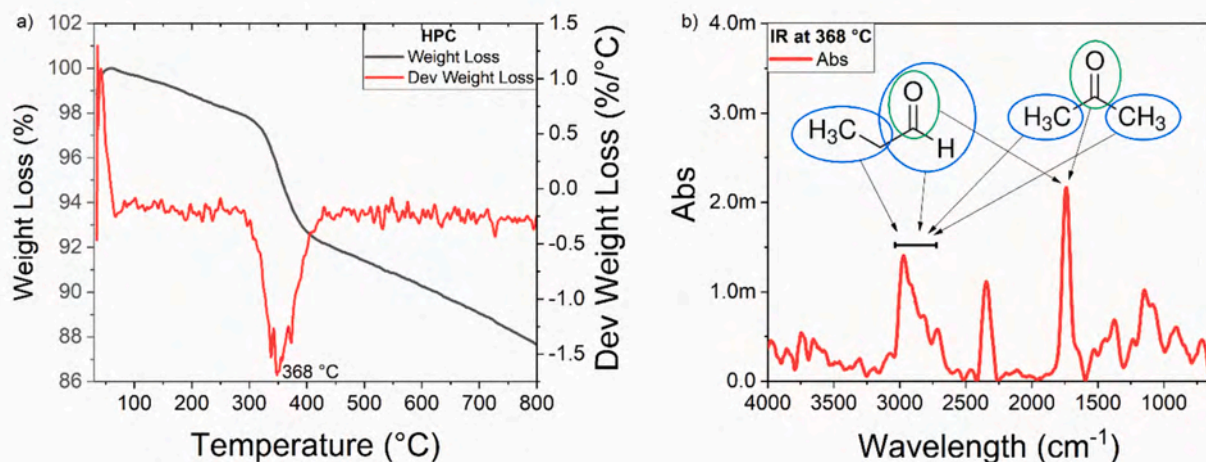 a)
HPC
Weight Loss
Dev Weight Loss
100
98
96
94
92
90
88
86
Weight Loss (%)
1.5
1.0
0.5
0.0
-0.5
-1.0
-1.5
Dev Weight Loss (%/°C)
368 °C
100 200 300 400 500 600 700 800
Temperature (°C)
b)
IR at 368 °C
Abs
5.0m
4.0m
3.0m
2.0m
1.0m
0.0
Abs
O
H₃C
H
O
H₃C
CH₃
4000 3500 3000 2500 2000 1500 1000
Wavelength (cm⁻¹)